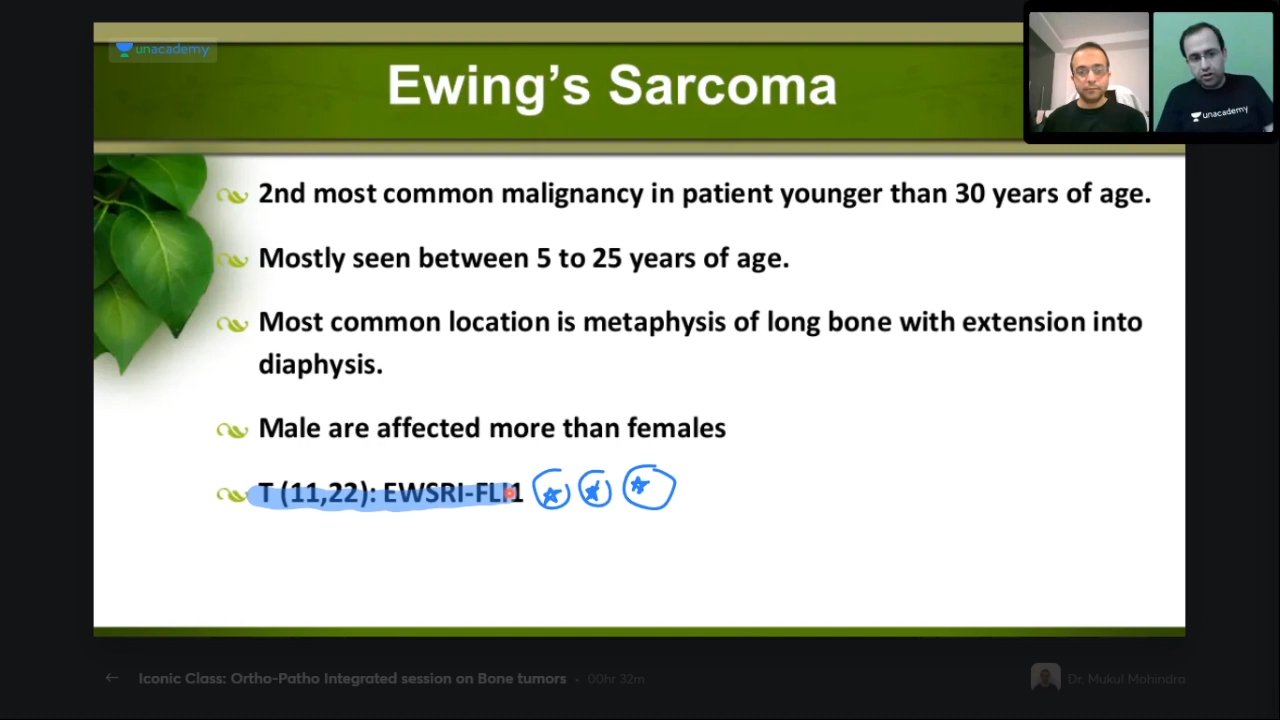 unacademy
Ewing's Sarcoma
unacademy
2nd most common malignancy in patient younger than 30 years of age.
Mostly seen between 5 to 25 years of age.
Most common location is metaphysis of long bone with extension into
diaphysis.
Male are affected more than females
T (11,22): EWSRI-FLI1
Iconic Class: Ortho-Patho Integrated session on Bone tumors • 00hr 32m
Dr. Mukul Mohindra